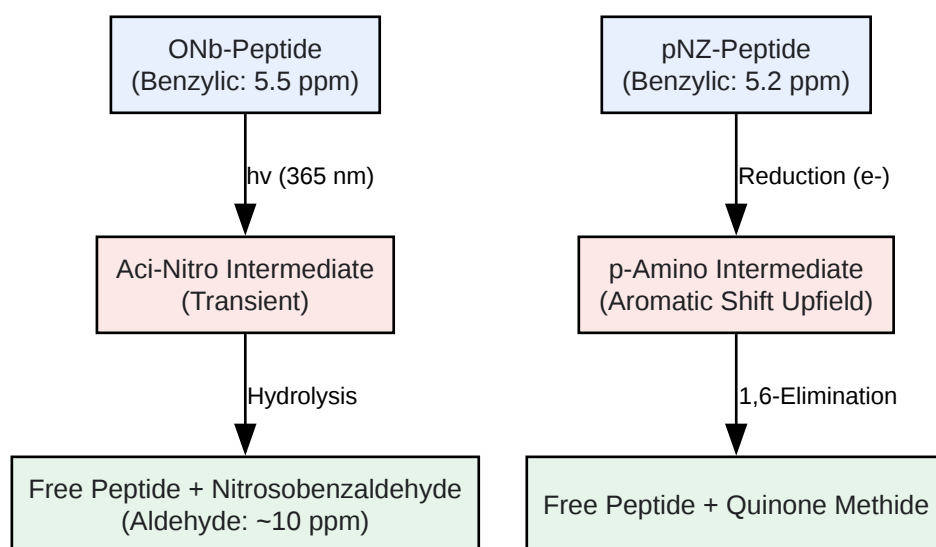 ONb-Peptide
(Benzylic: 5.5 ppm)
pNZ-Peptide
(Benzylic: 5.2 ppm)
hv (365 nm)
Reduction (e-)
Aci-Nitro Intermediate
(Transient)
p-Amino Intermediate
(Aromatic Shift Upfield)
Hydrolysis
1,6-Elimination
Free Peptide + Nitrosobenzaldehyde
(Aldehyde: ~10 ppm)
Free Peptide + Quinone Methide